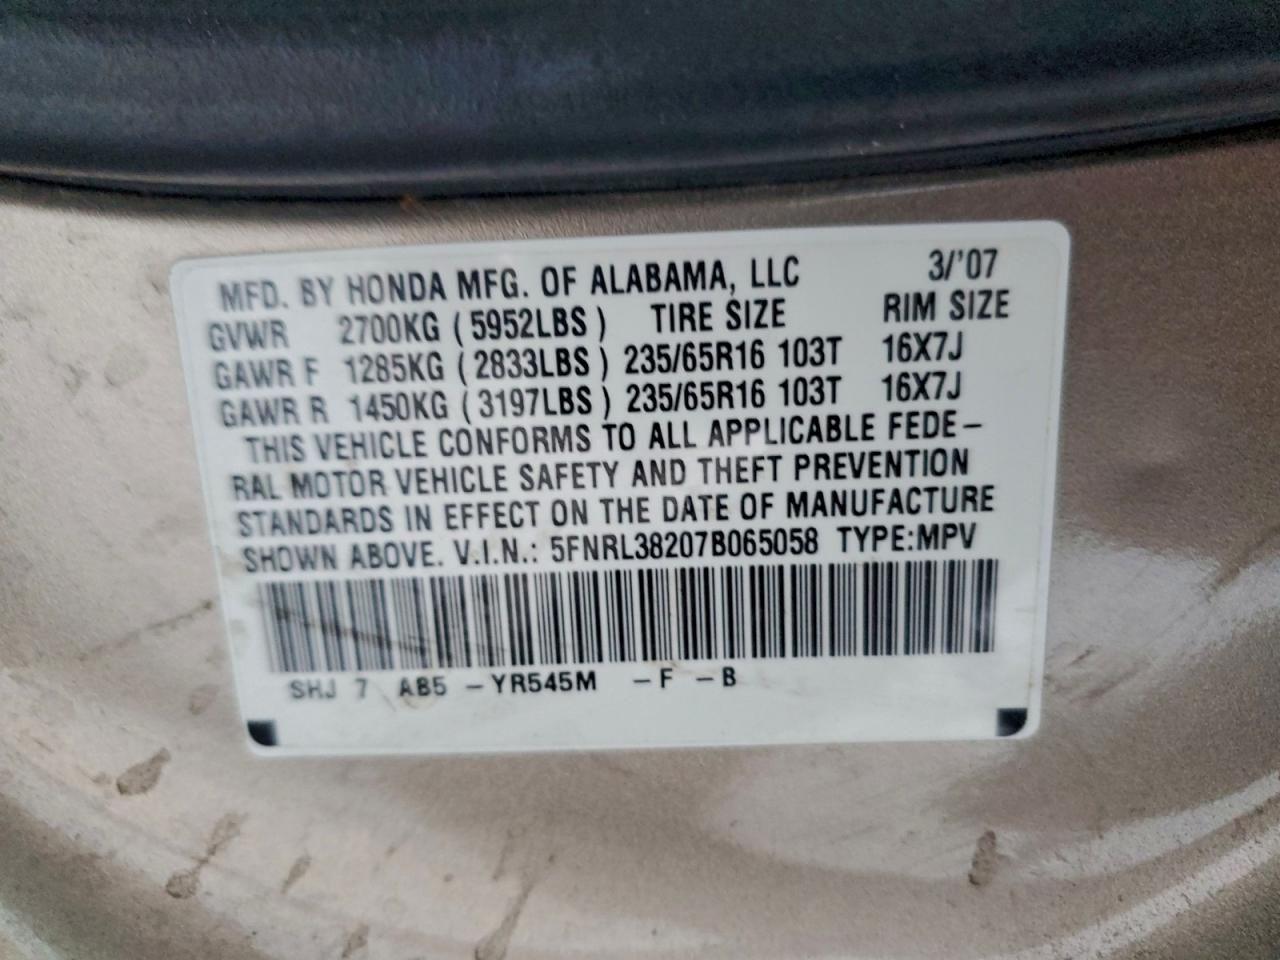 MFD. BY HONDA MFG. OF ALABAMA, LLC 3/'07
GVWR 2700KG (5952LBS) TIRE SIZE RIM SIZE
GAWR F 1285KG (2833LBS) 235/65R16 103T 16X7J
GAWR R 1450KG (3197LBS) 235/65R16 103T 16X7J
THIS VEHICLE CONFORMS TO ALL APPLICABLE FEDE-
RAL MOTOR VEHICLE SAFETY AND THEFT PREVENTION
STANDARDS IN EFFECT ON THE DATE OF MANUFACTURE
SHOWN ABOVE. V.I.N.: 5FNRL38207B065058 TYPE:MPV
SHJ 7 AB5 -YR545M -F -B